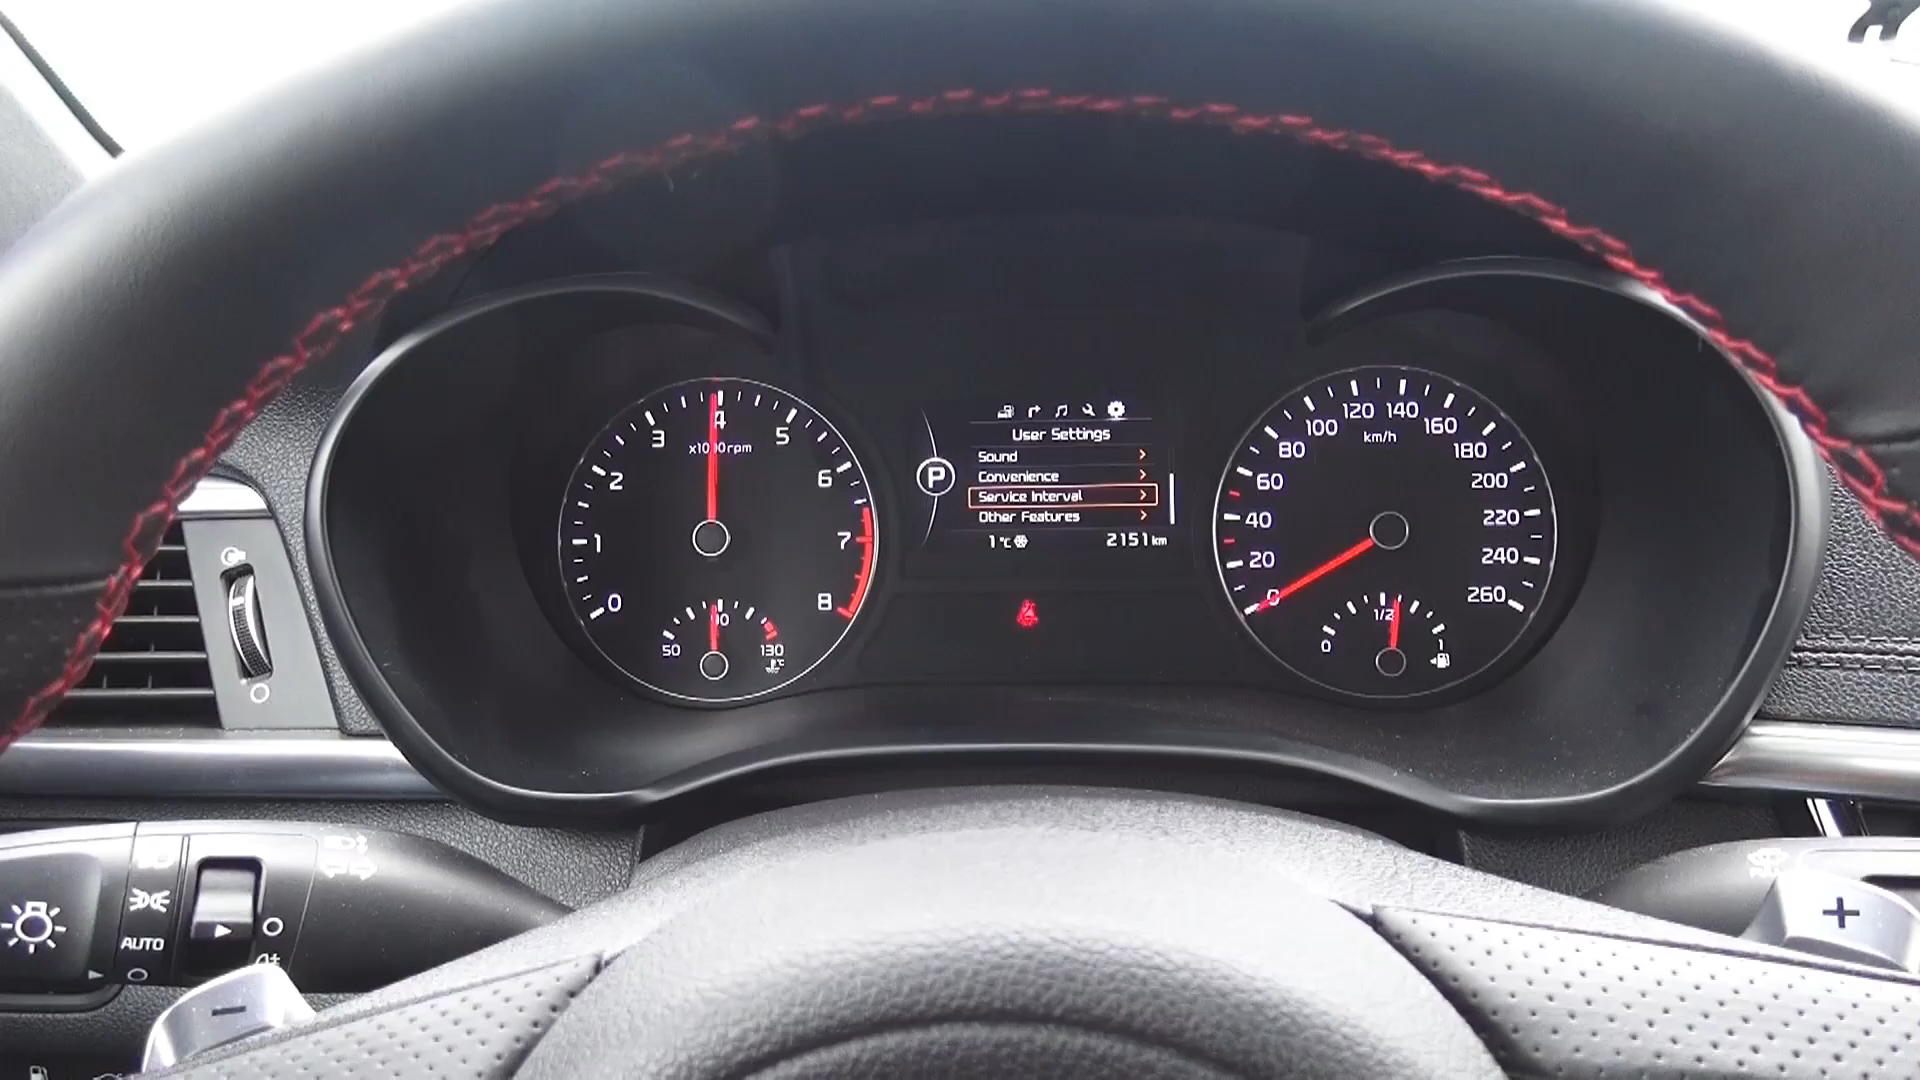 0 1 2 3 4 5 6 7 8
x1000rpm
50 130
°C
P
User Settings
Sound
Convenience
Service Interval
Other Features
1°C
2151 km
0 20 40 60 80 100 120 140 160 180 200 220 240 260
km/h
0 1/2 1
AUTO
-
+